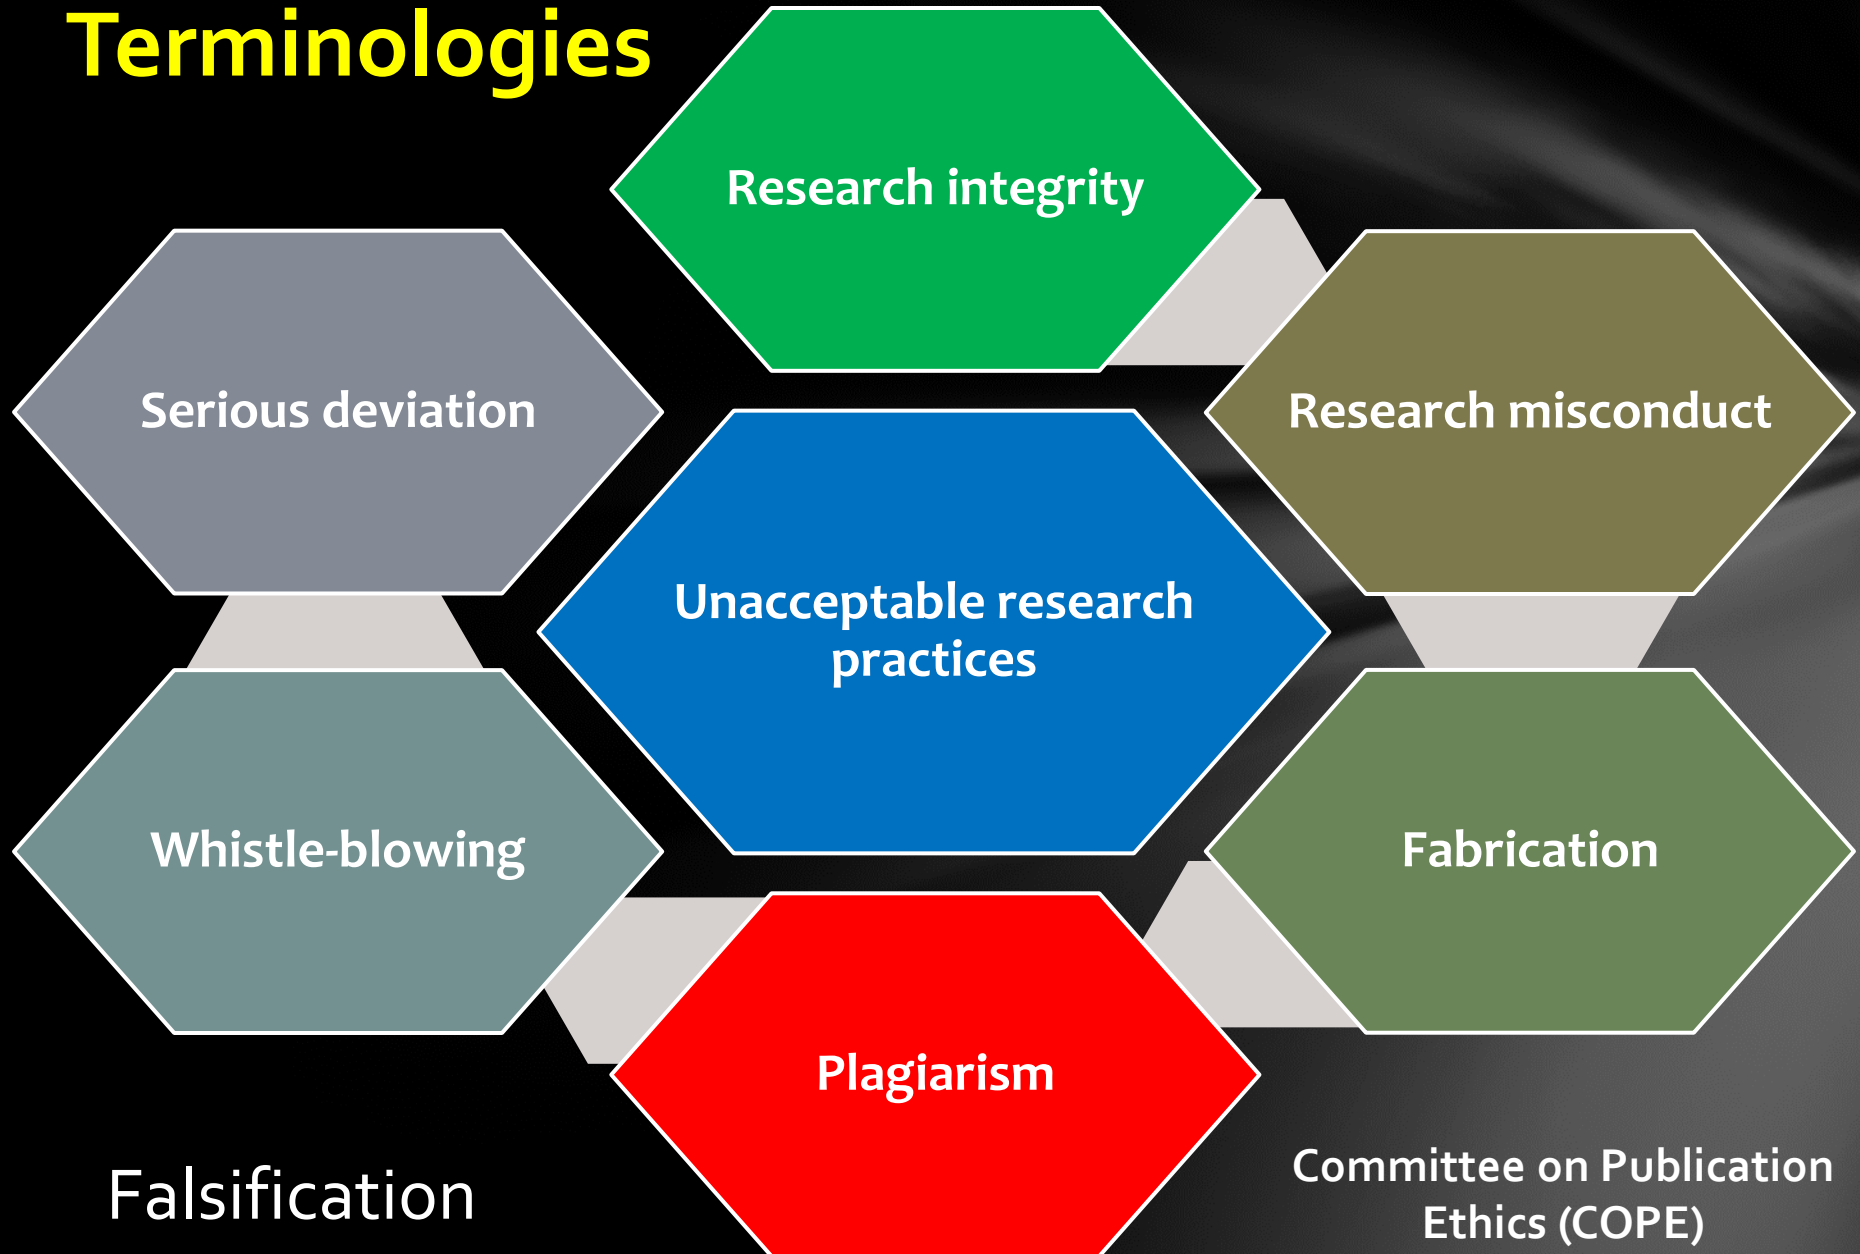 Terminologies
Research integrity
Serious deviation
Research misconduct
Unacceptable research
practices
Whistle-blowing
Fabrication
Plagiarism
Falsification
Committee on Publication
Ethics (COPE)